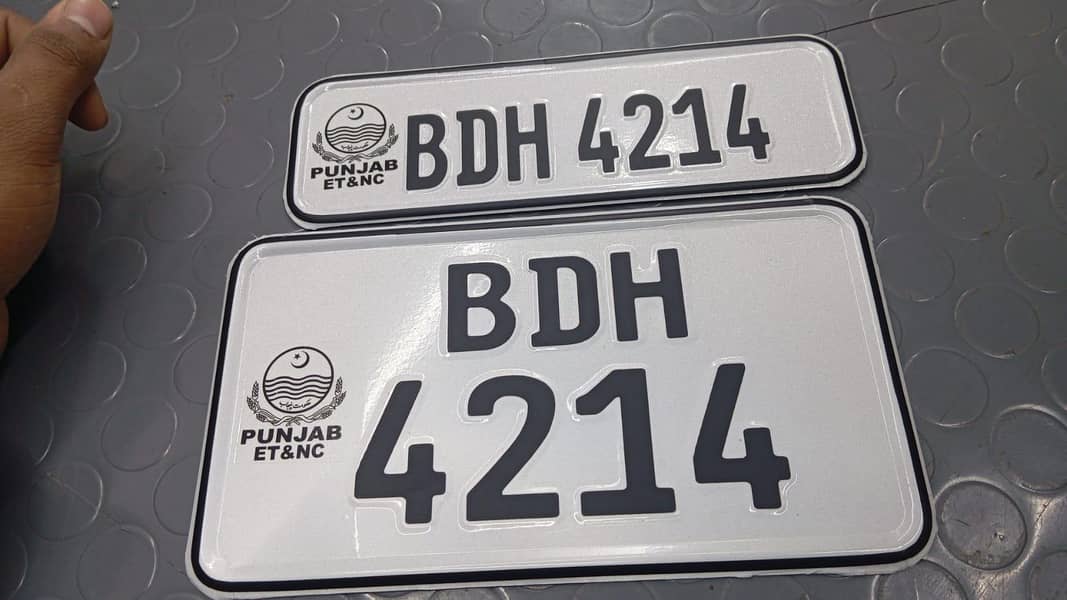 PUNJAB
ET&NC
BDH 4214
BDH
4214
PUNJAB
ET&NC